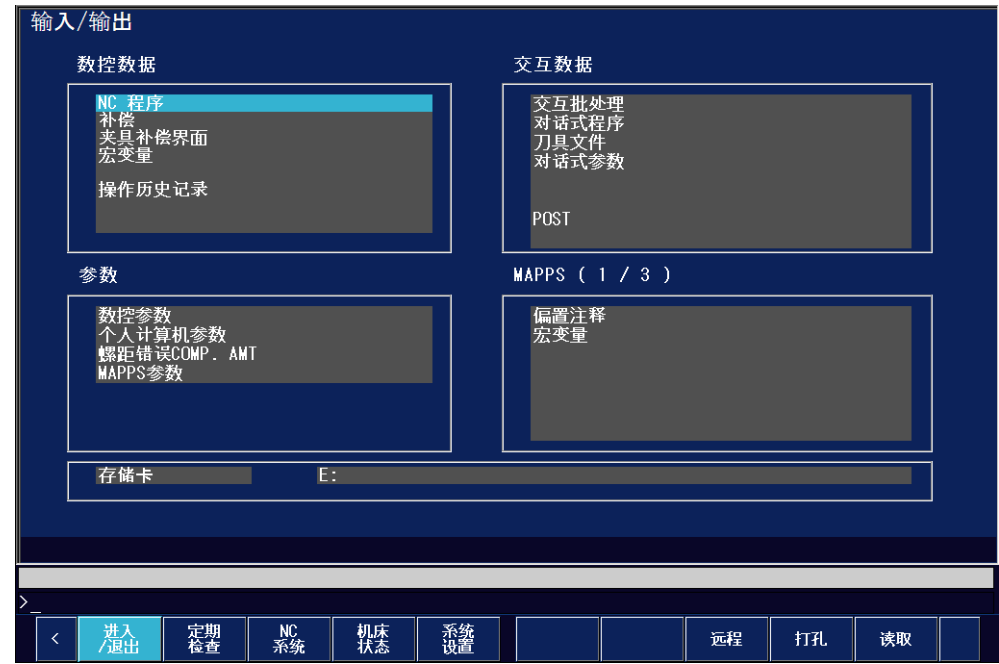 输入/输出
数控数据
NC 程序
补偿
夹具补偿界面
宏变量
操作历史记录
交互数据
交互批处理
对话式程序
刀具文件
对话式参数
POST
参数
数控参数
个人计算机参数
螺距错误COMP. AMT
MAPPS参数
MAPPS ( 1 / 3 )
偏置注释
宏变量
存储卡 E:
>_
<
进入
/退出
定期
检查
NC
系统
机床
状态
系统
设置
远程
打孔
读取